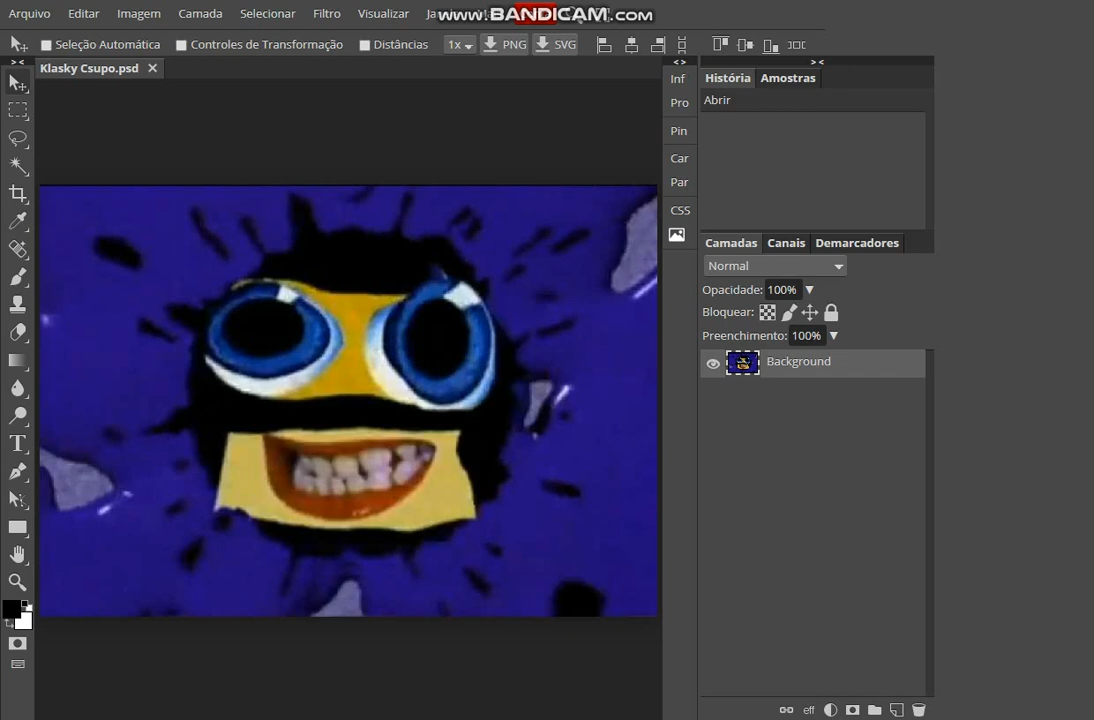 Arquivo Editar Imagem Camada Selecionar Filtro Visualizar
www.BANDICAM.com
Seleção Automática Controles de Transformação Distâncias 1x PNG SVG
Klasky Csupo.psd
Inf
Pro
Pin
Car
Par
CSS
História Amostras
Abrir
Camadas Canais Demarcadores
Normal
Opacidade: 100%
Bloquear:
Preenchimento: 100%
Background
eff